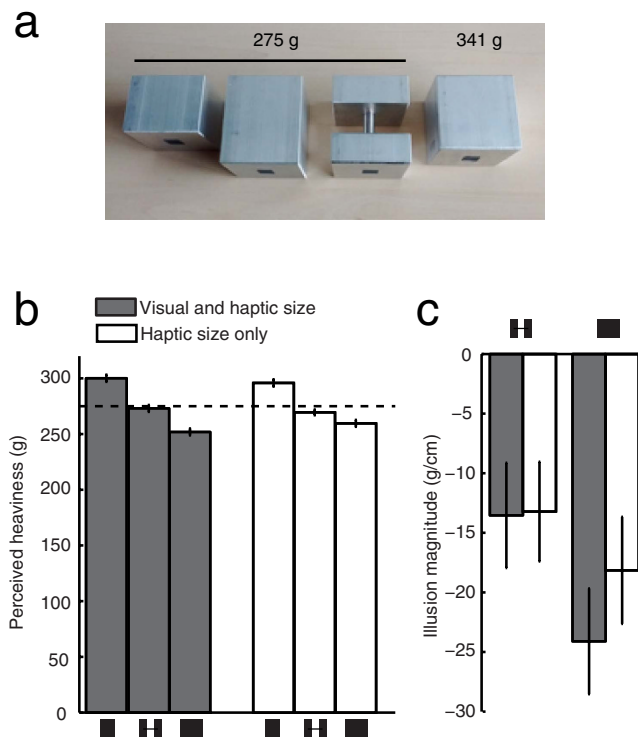 a
275 g
341 g
b
Visual and haptic size
Haptic size only
Perceived heaviness (g)
300
250
200
150
100
50
0
c
Illusion magnitude (g/cm)
0
−5
−10
−15
−20
−25
−30